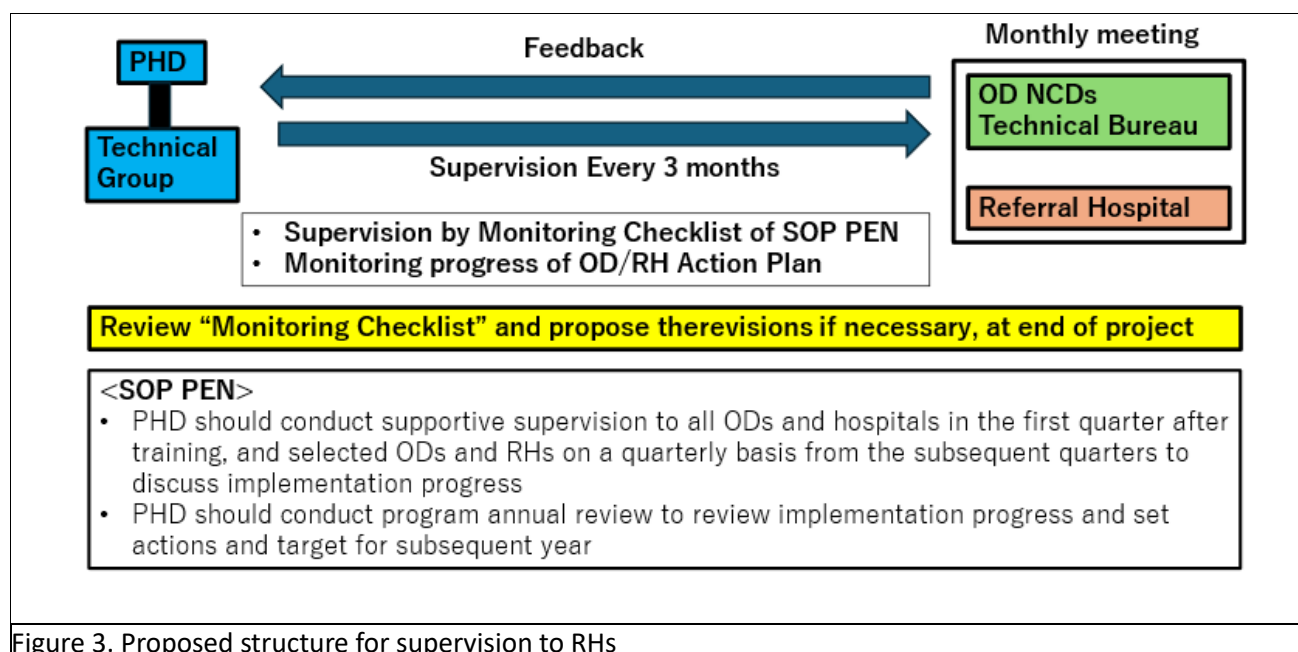 PHD
Technical
Group
Feedback
Supervision Every 3 months
Monthly meeting
OD NCDs
Technical Bureau
Referral Hospital
• Supervision by Monitoring Checklist of SOP PEN
• Monitoring progress of OD/RH Action Plan
Review “Monitoring Checklist” and propose therevisions if necessary, at end of project
<SOP PEN>
• PHD should conduct supportive supervision to all ODs and hospitals in the first quarter after
training, and selected ODs and RHs on a quarterly basis from the subsequent quarters to
discuss implementation progress
• PHD should conduct program annual review to review implementation progress and set
actions and target for subsequent year
Figure 3. Proposed structure for supervision to RHs